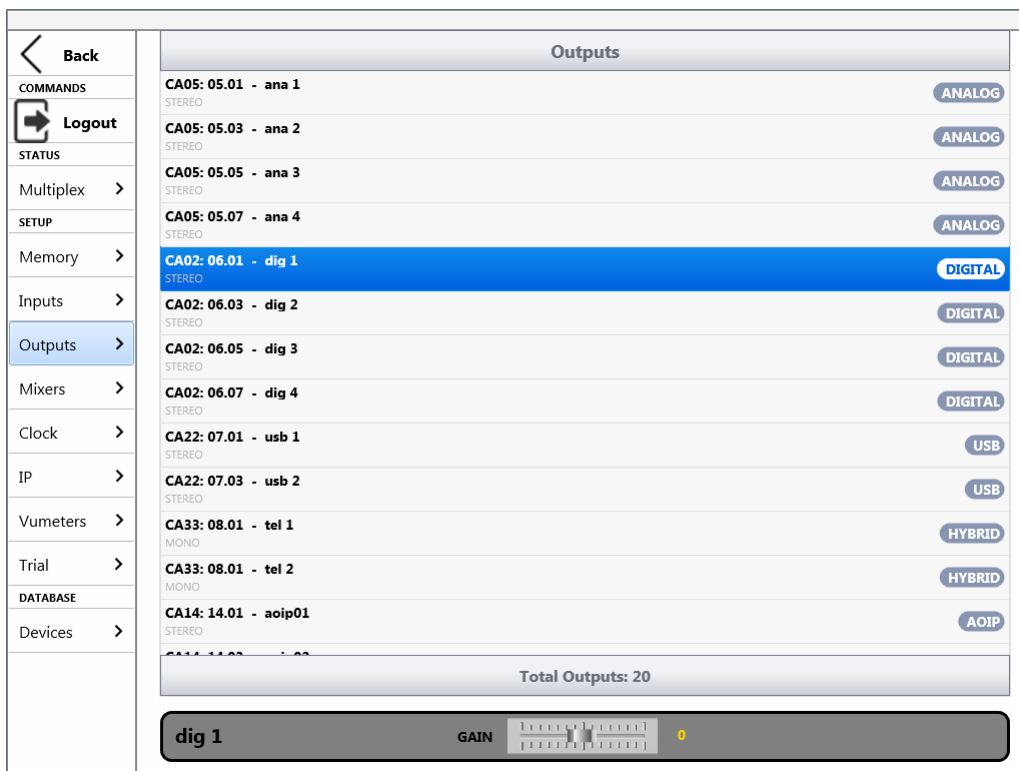 Back
COMMANDS
Logout
STATUS
Multiplex
SETUP
Memory
Inputs
Outputs
Mixers
Clock
IP
Vumeters
Trial
DATABASE
Devices
Outputs
CA05: 05.01 - ana 1
STEREO
ANALOG
CA05: 05.03 - ana 2
STEREO
ANALOG
CA05: 05.05 - ana 3
STEREO
ANALOG
CA05: 05.07 - ana 4
STEREO
ANALOG
CA02: 06.01 - dig 1
STEREO
DIGITAL
CA02: 06.03 - dig 2
STEREO
DIGITAL
CA02: 06.05 - dig 3
STEREO
DIGITAL
CA02: 06.07 - dig 4
STEREO
DIGITAL
CA22: 07.01 - usb 1
STEREO
USB
CA22: 07.03 - usb 2
STEREO
USB
CA33: 08.01 - tel 1
MONO
HYBRID
CA33: 08.01 - tel 2
MONO
HYBRID
CA14: 14.01 - aoip01
STEREO
AOIP
Total Outputs: 20
dig 1
GAIN
0